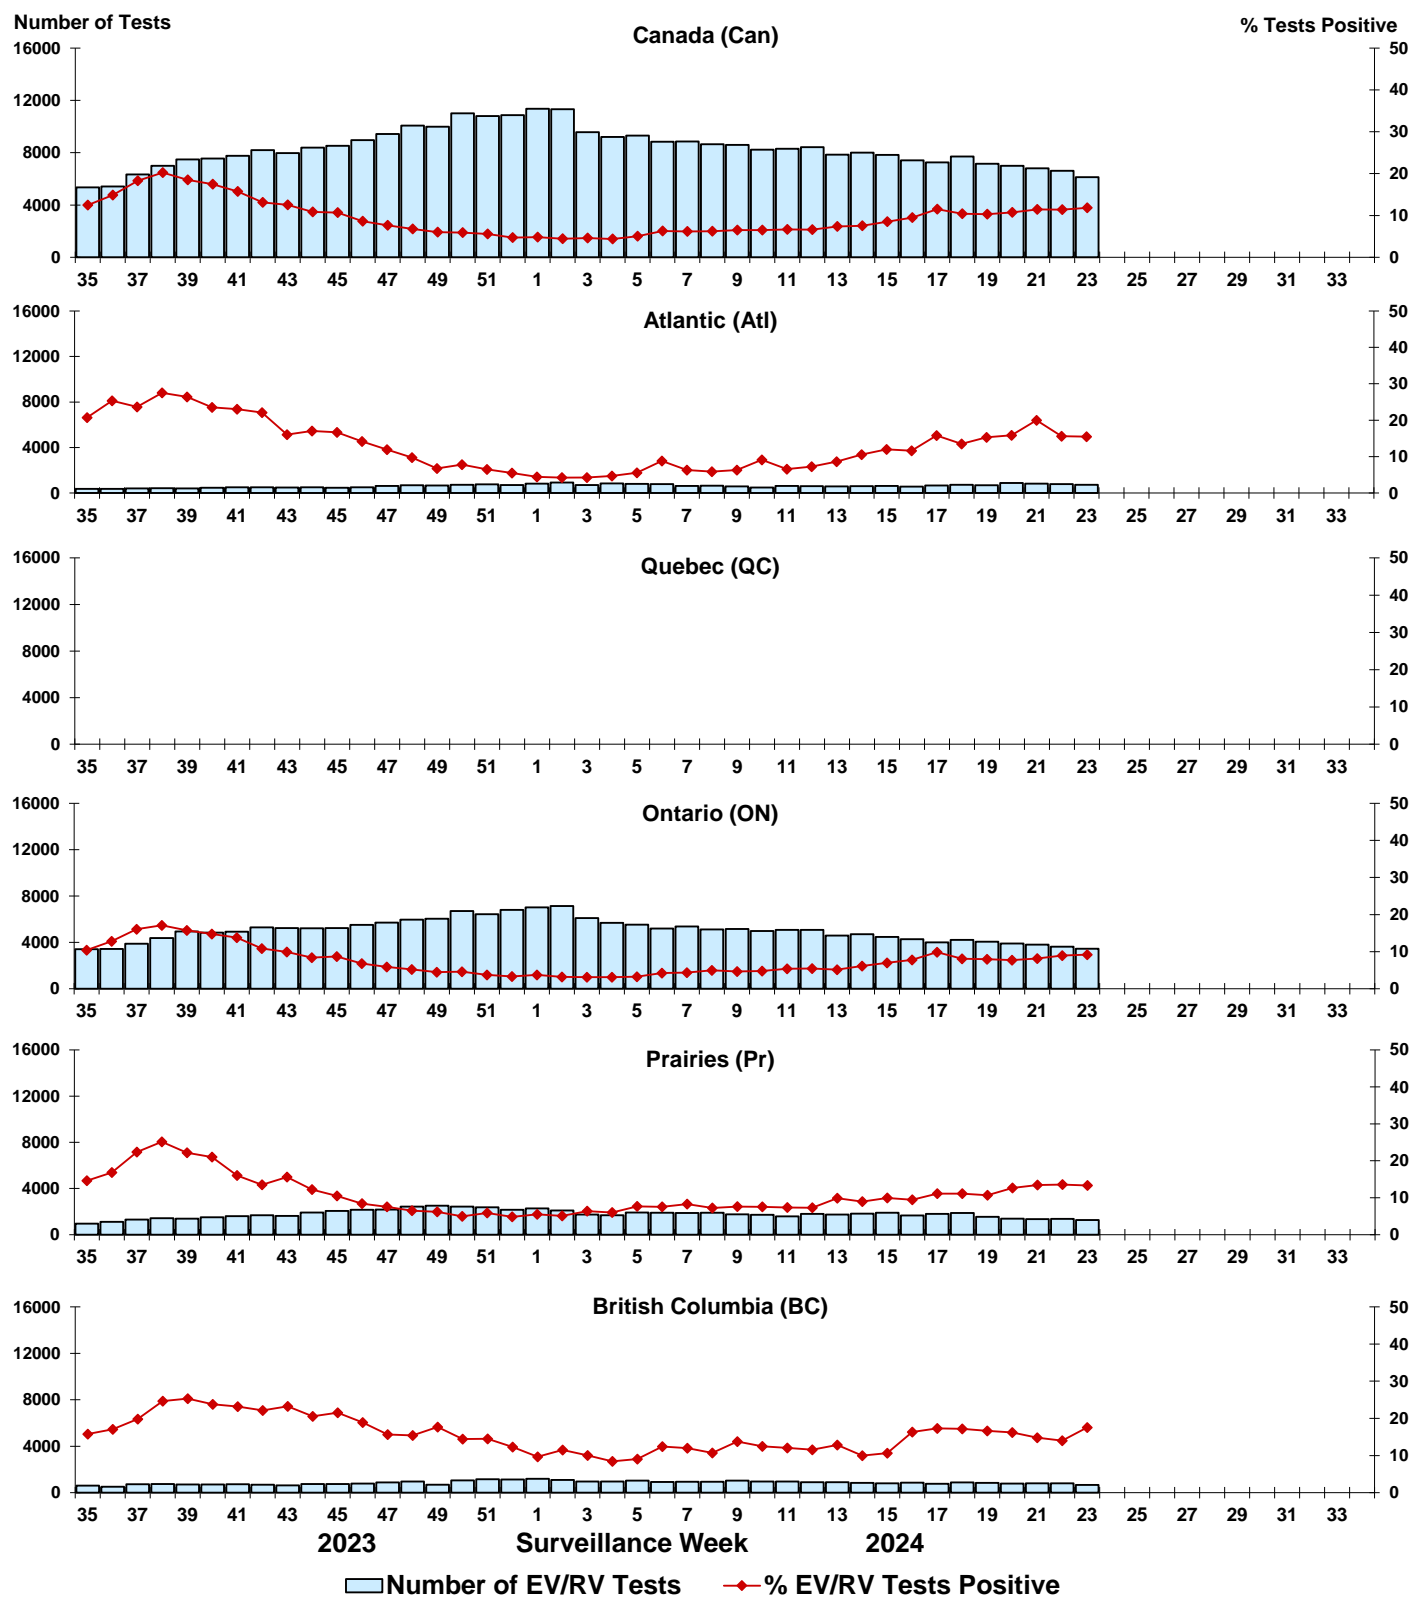 Number of Tests
Canada (Can)
% Tests Positive
16000 50
12000 40
8000 30
4000 20
0 10
0
35 37 39 41 43 45 47 49 51 1 3 5 7 9 11 13 15 17 19 21 23 25 27 29 31 33
Atlantic (Atl)
16000 50
12000 40
8000 30
4000 20
0 10
0
35 37 39 41 43 45 47 49 51 1 3 5 7 9 11 13 15 17 19 21 23 25 27 29 31 33
Quebec (QC)
16000 50
12000 40
8000 30
4000 20
0 10
0
35 37 39 41 43 45 47 49 51 1 3 5 7 9 11 13 15 17 19 21 23 25 27 29 31 33
Ontario (ON)
16000 50
12000 40
8000 30
4000 20
0 10
0
35 37 39 41 43 45 47 49 51 1 3 5 7 9 11 13 15 17 19 21 23 25 27 29 31 33
Prairies (Pr)
16000 50
12000 40
8000 30
4000 20
0 10
0
35 37 39 41 43 45 47 49 51 1 3 5 7 9 11 13 15 17 19 21 23 25 27 29 31 33
British Columbia (BC)
16000 50
12000 40
8000 30
4000 20
0 10
0
35 37 39 41 43 45 47 49 51 1 3 5 7 9 11 13 15 17 19 21 23 25 27 29 31 33
2023 Surveillance Week 2024
Number of EV/RV Tests % EV/RV Tests Positive